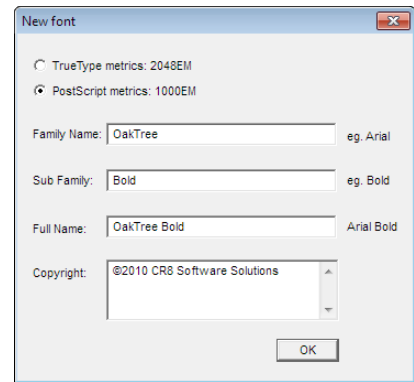 New font
TrueType metrics: 2048EM
PostScript metrics: 1000EM
Family Name: OakTree eg. Arial
Sub Family: Bold eg. Bold
Full Name: OakTree Bold Arial Bold
Copyright: ©2010 CR8 Software Solutions
OK